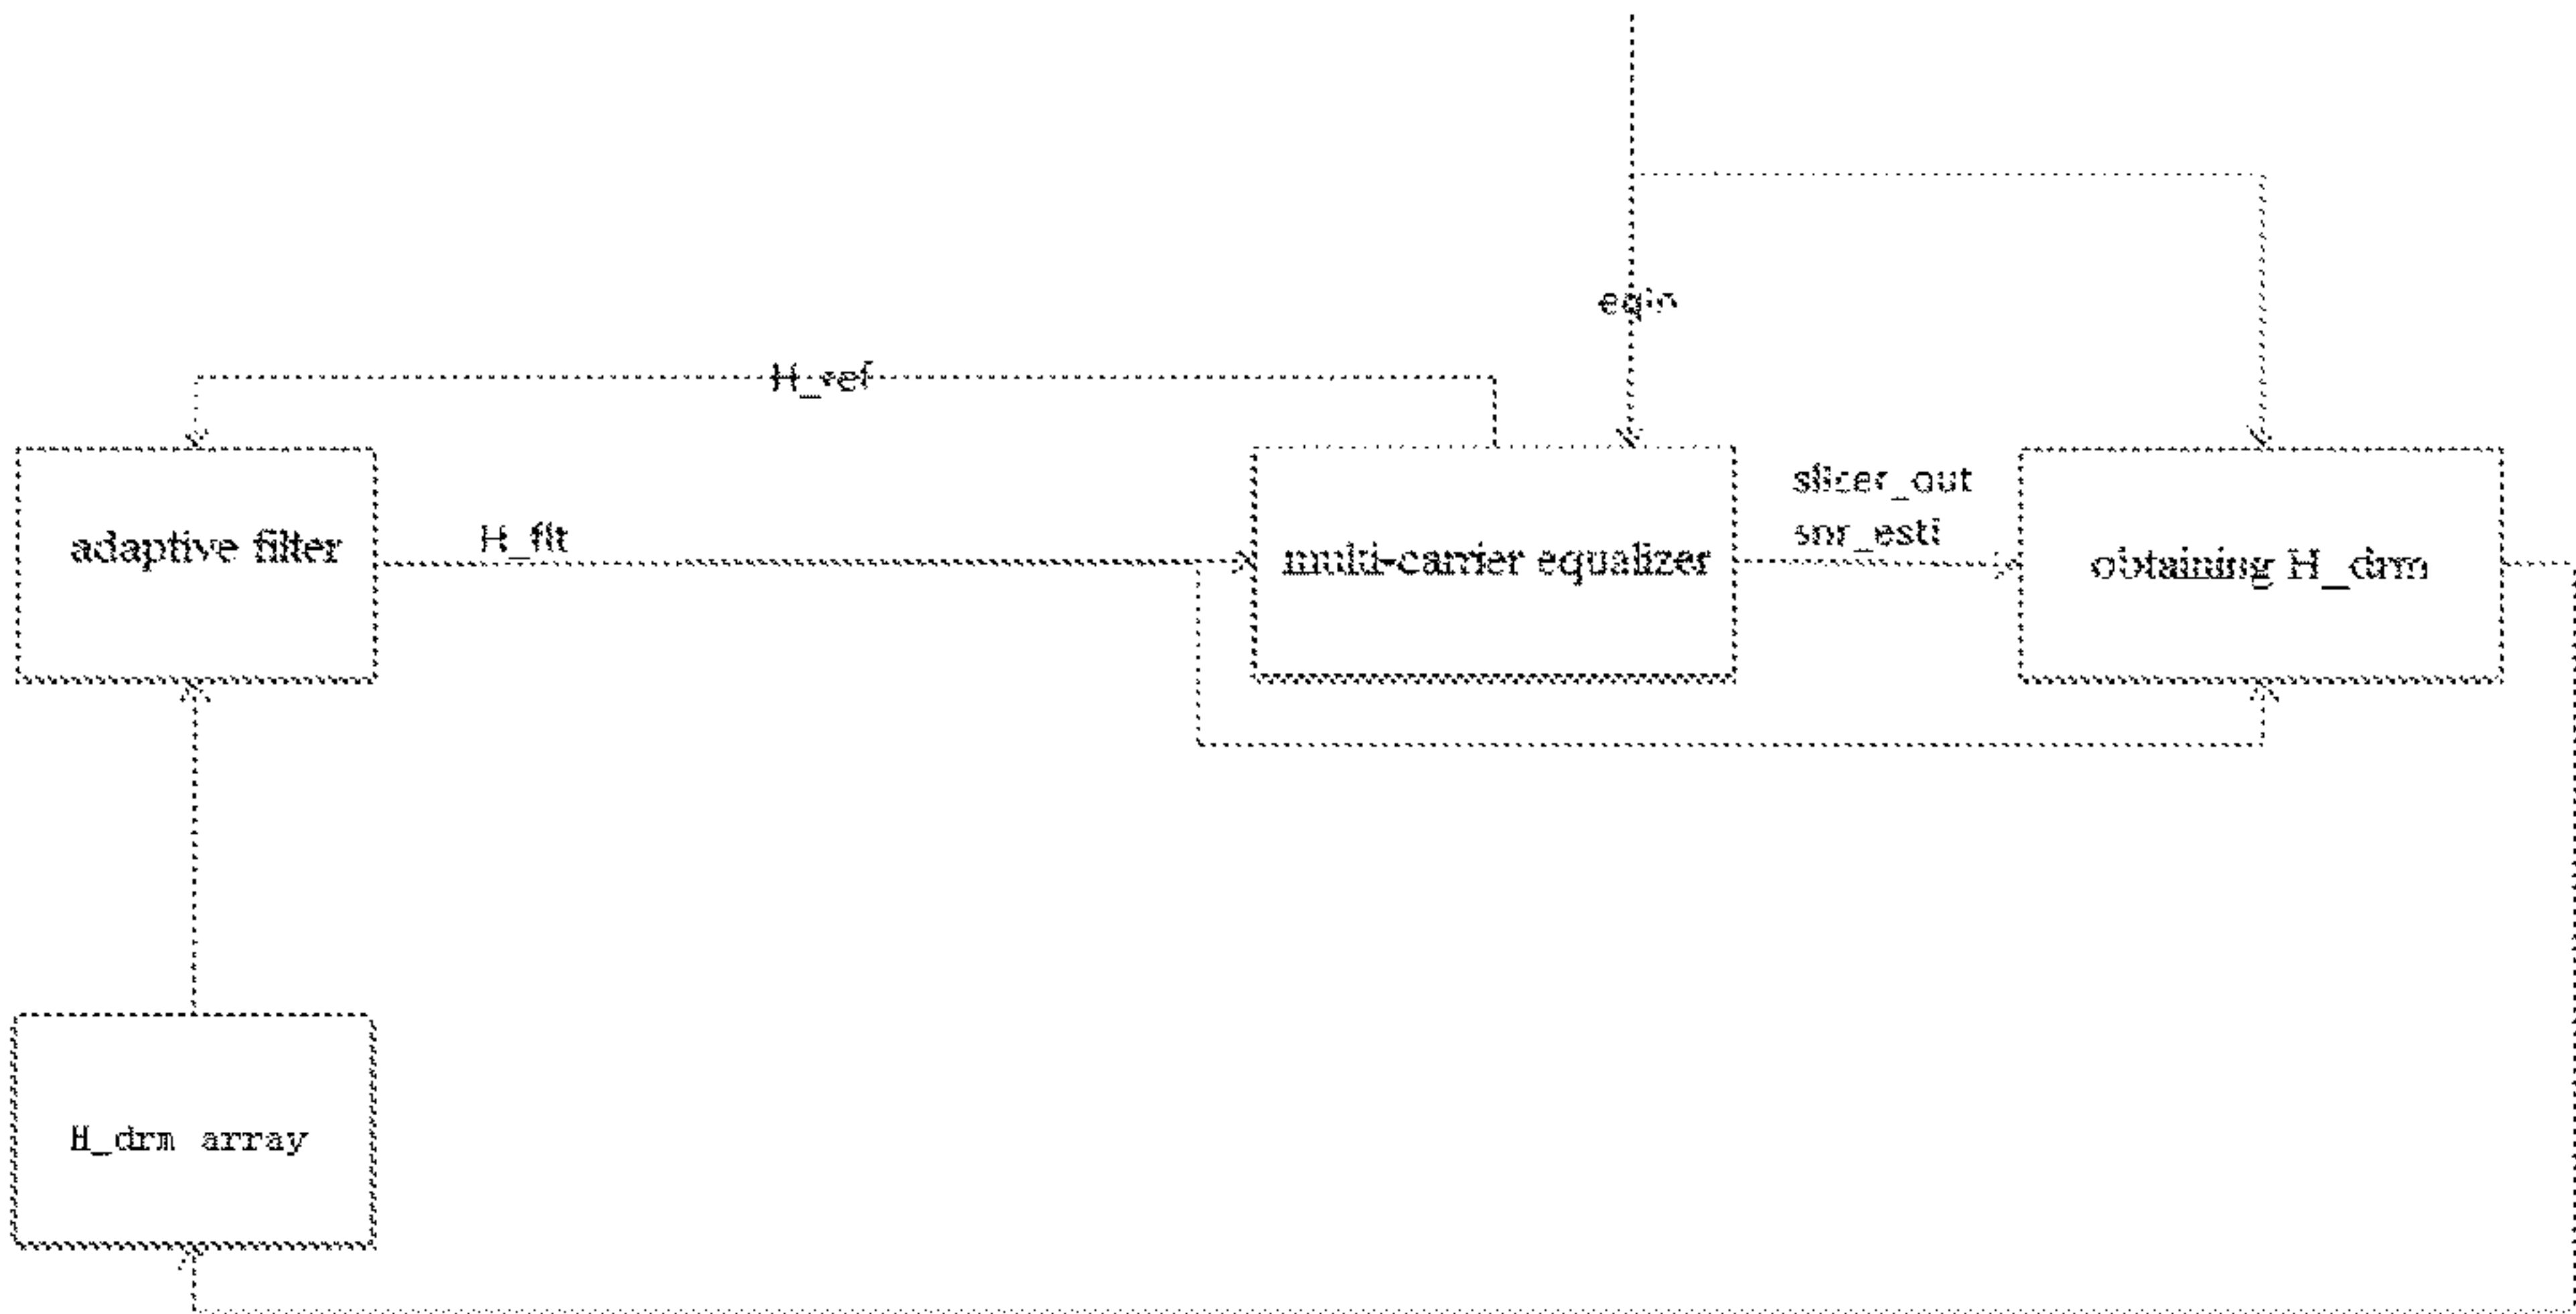 eqin
H_ref
slicer_out
snr_esti
adaptive filter
H_flt
multi-carrier equalizer
obtaining H_drm
H_drm array